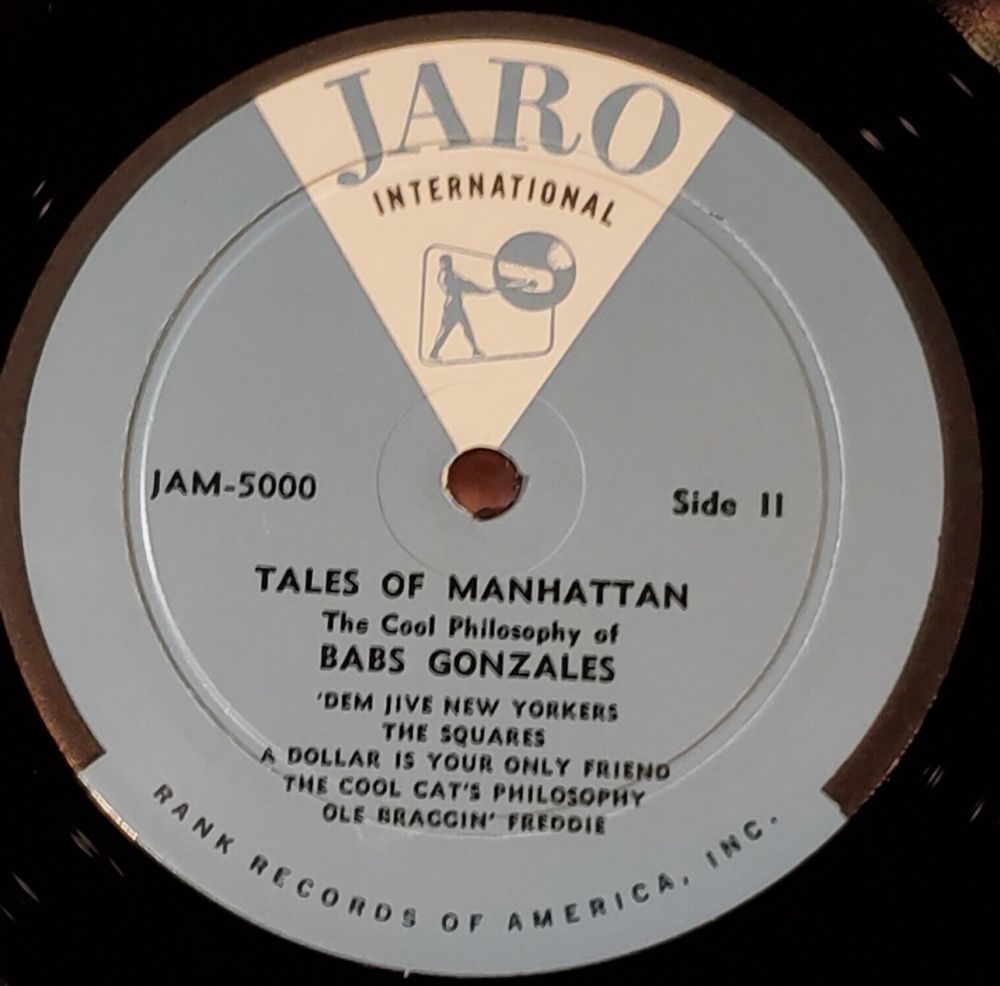 JARO
INTERNATIONAL
JAM-5000
Side II
TALES OF MANHATTAN
The Cool Philosophy of
BABS GONZALES
'DEM JIVE NEW YORKERS
THE SQUARES
A DOLLAR IS YOUR ONLY FRIEND
THE COOL CAT'S PHILOSOPHY
OLE BRAGGIN' FREDDIE
RANK RECORDS OF AMERICA, INC.